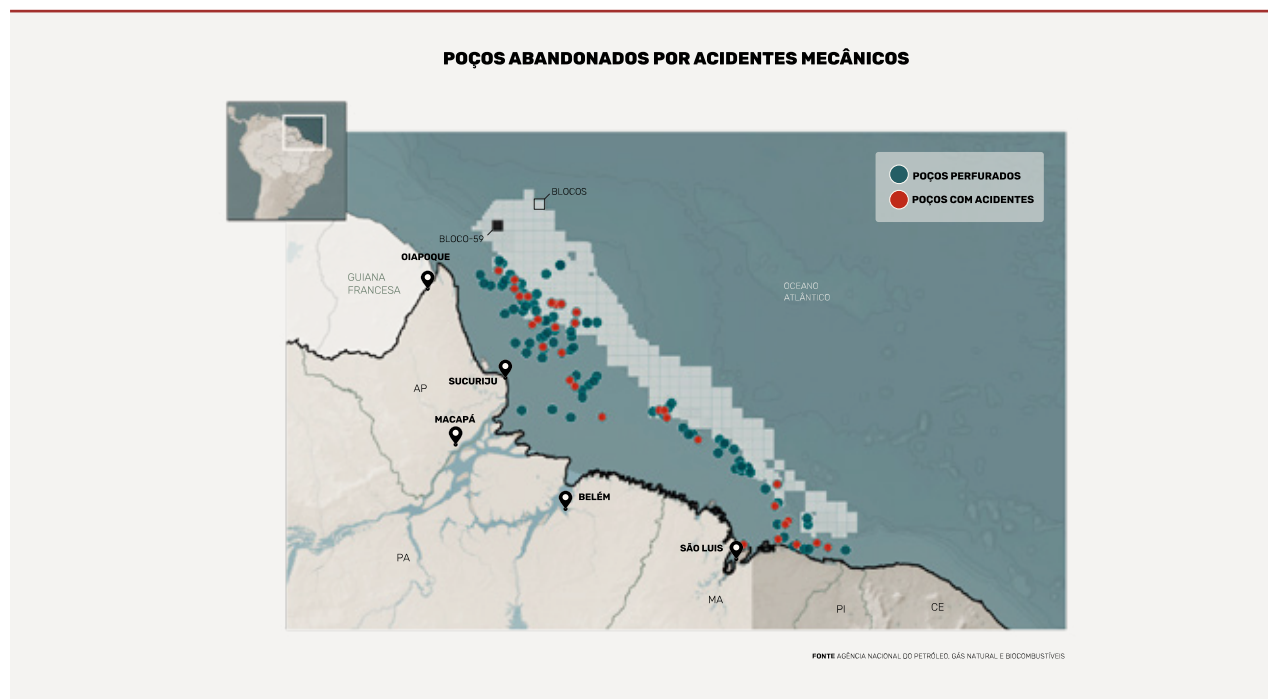 POÇOS ABANDONADOS POR ACIDENTES MECÂNICOS
POÇOS PERFURADOS
POÇOS COM ACIDENTES
BLOCOS
BLOCO-59
OIAPOQUE
GUIANA
FRANCESA
OCEANO
ATLÂNTICO
SUCURIJU
AP
MACAPÁ
BELÉM
SÃO LUIS
PA
MA
PI
CE
FONTE AGÊNCIA NACIONAL DO PETRÓLEO, GÁS NATURAL E BIOCOMBUSTÍVEIS